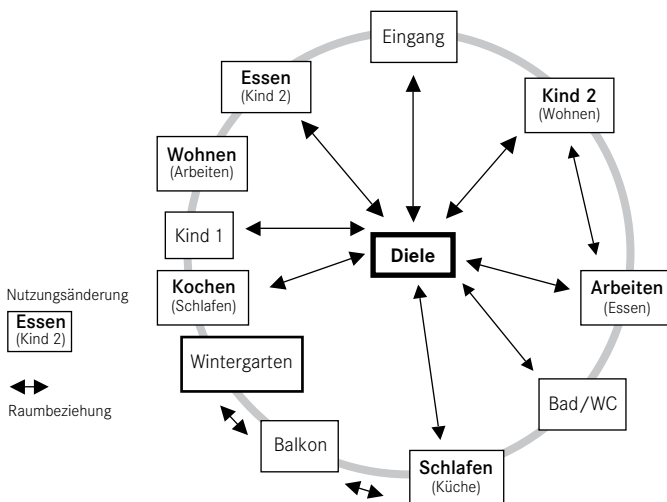 Eingang
Essen
(Kind 2)
Kind 2
(Wohnen)
Wohnen
(Arbeiten)
Kind 1
Diele
Kochen
(Schlafen)
Arbeiten
(Essen)
Nutzungsänderung
Essen
(Kind 2)
Wintergarten
Raumbeziehung
Bad/WC
Balkon
Schlafen
(Küche)